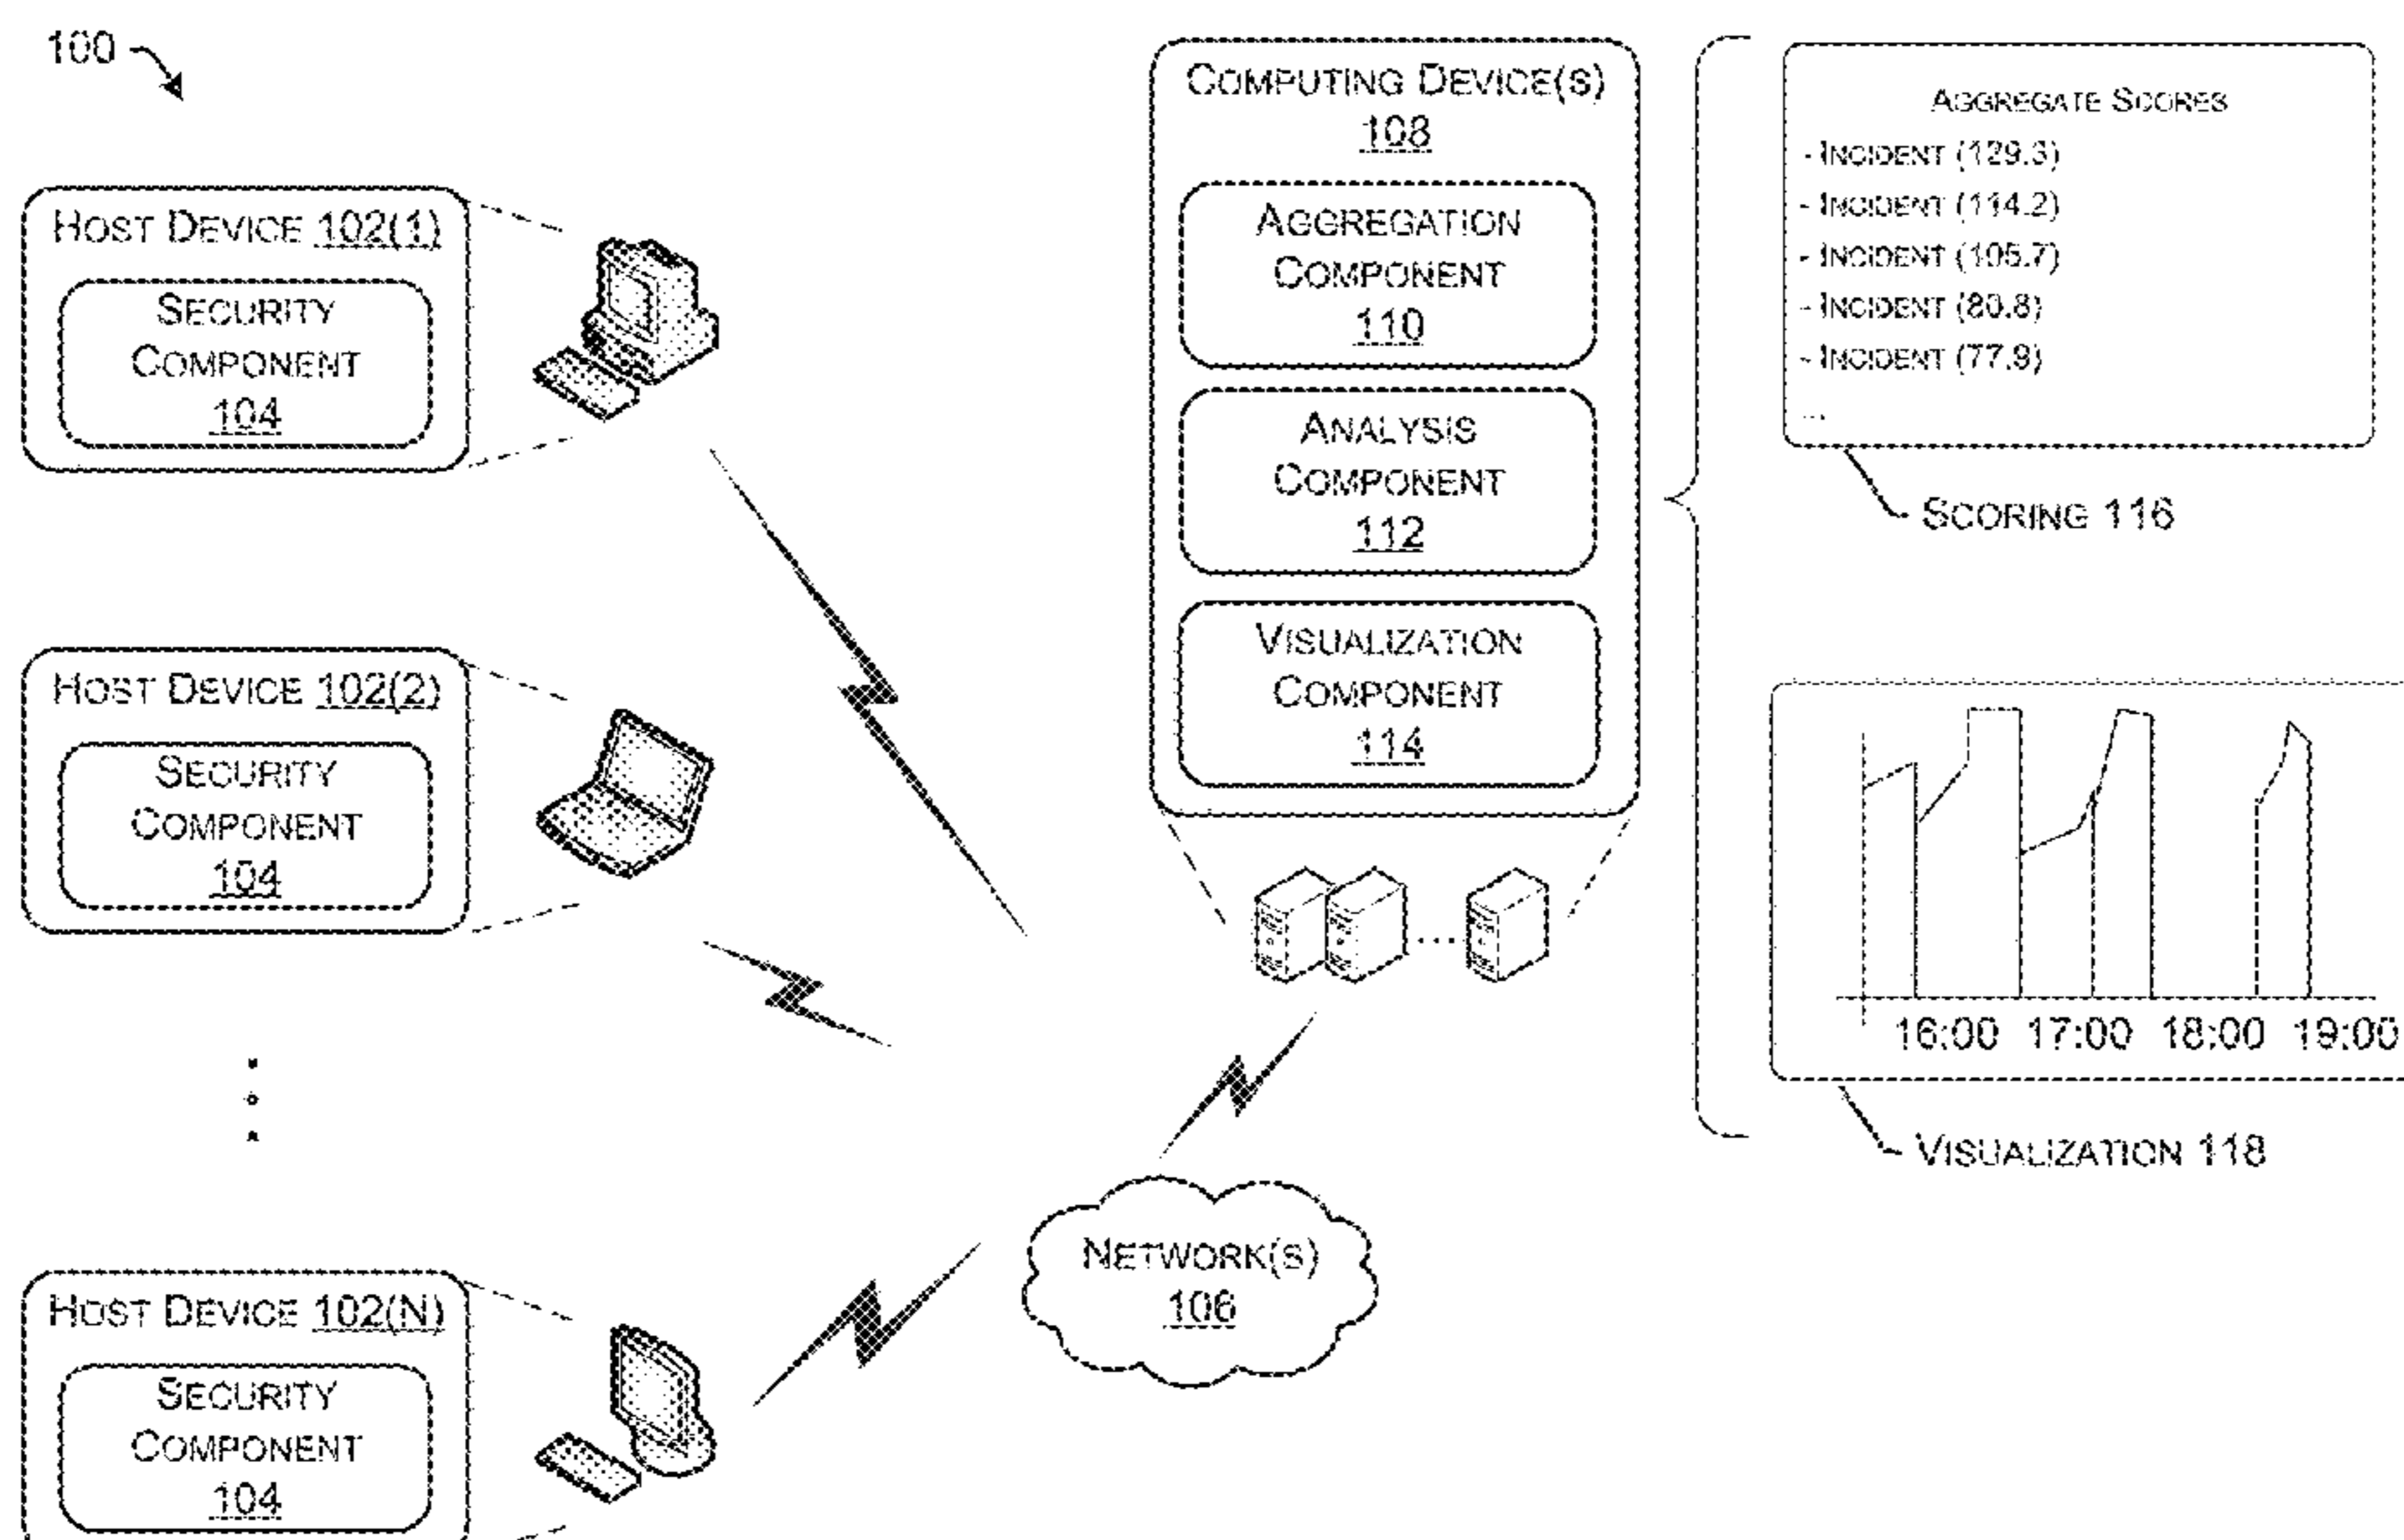 100
HOST DEVICE 102(1)
SECURITY
COMPONENT
104
HOST DEVICE 102(2)
SECURITY
COMPONENT
104
HOST DEVICE 102(N)
SECURITY
COMPONENT
104
NETWORK(S)
106
COMPUTING DEVICE(S)
108
AGGREGATION
COMPONENT
110
ANALYSIS
COMPONENT
112
VISUALIZATION
COMPONENT
114
...
AGGREGATE SCORES
- INCIDENT (129.3)
- INCIDENT (114.2)
- INCIDENT (105.7)
- INCIDENT (80.8)
- INCIDENT (77.9)
...
SCORING 116
16:00 17:00 18:00 19:00
VISUALIZATION 118